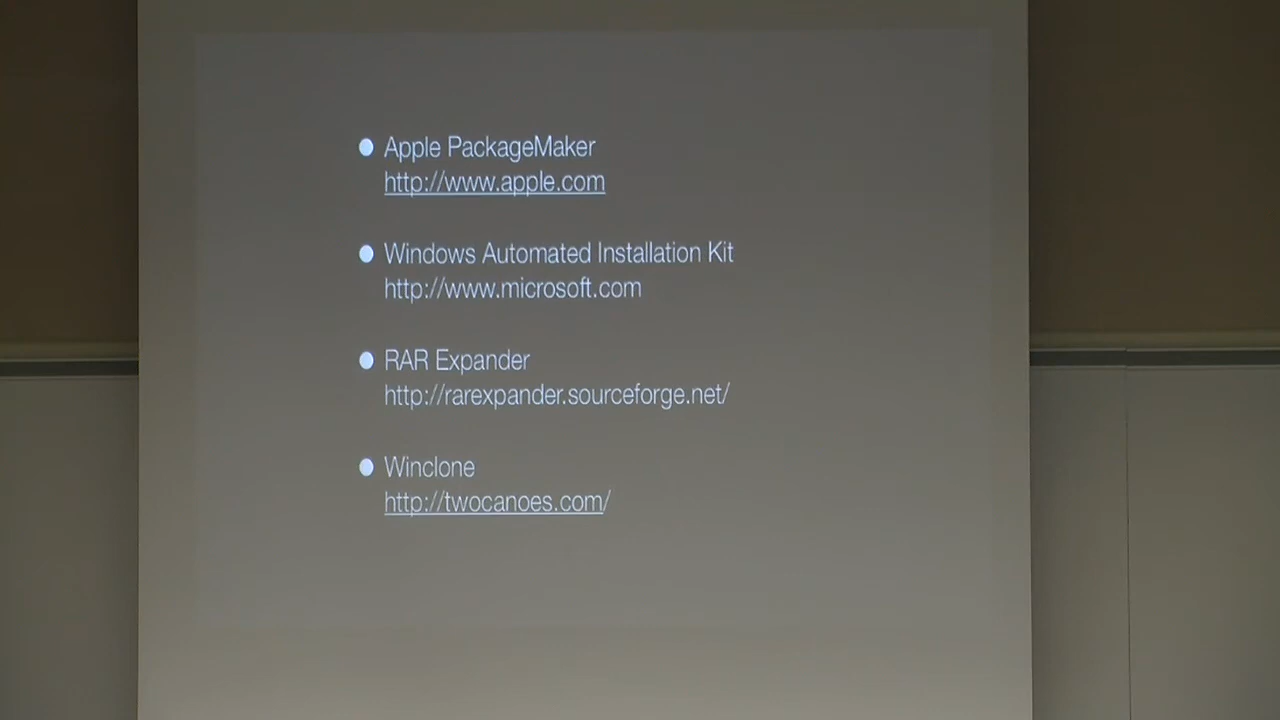 ● Apple PackageMaker
http://www.apple.com
● Windows Automated Installation Kit
http://www.microsoft.com
● RAR Expander
http://rarexpander.sourceforge.net/
● Winclone
http://twocanoes.com/